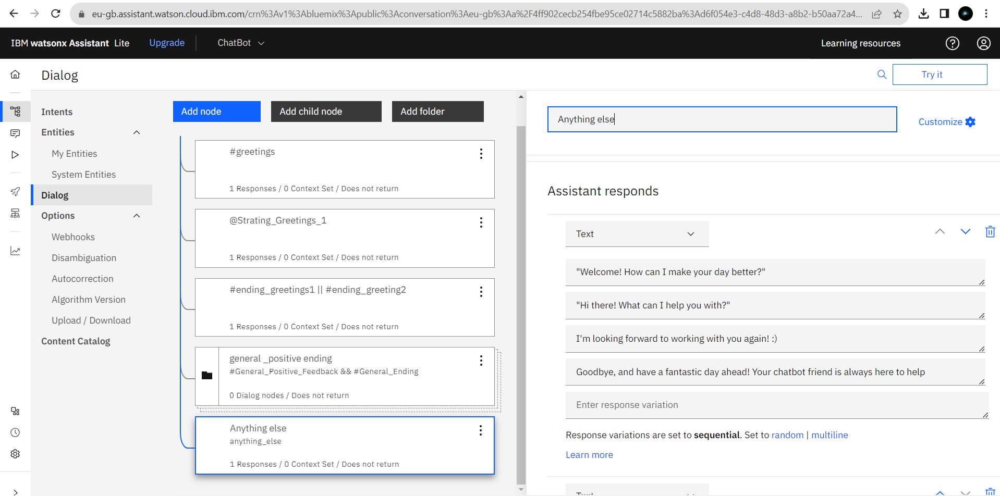 eu-gb.assistant.watson.cloud.ibm.com/crn%3Av1%3Abluemix%3Apublic%3Aconversation%3Aeu-gb%3Aa%2F4ff902cecb254fbe95ce02714c5882ba%3Ad6f054e3-c4d8-48d3-a8b2-b50aa72a4...
IBM watsonx Assistant Lite Upgrade ChatBot Learning resources
Dialog Try it
Intents
Entities
My Entities
System Entities
Dialog
Options
Webhooks
Disambiguation
Autocorrection
Algorithm Version
Upload / Download
Content Catalog
Add node Add child node Add folder
#greetings
1 Responses / 0 Context Set / Does not return
@Strating_Greetings_1
1 Responses / 0 Context Set / Does not return
#ending_greetings1 || #ending_greeting2
1 Responses / 0 Context Set / Does not return
general _positive ending
#General_Positive_Feedback && #General_Ending
0 Dialog nodes / Does not return
Anything else
anything_else
1 Responses / 0 Context Set / Does not return
Anything else
Customize
Assistant responds
Text
"Welcome! How can I make your day better?"
"Hi there! What can I help you with?"
I'm looking forward to working with you again! :)
Goodbye, and have a fantastic day ahead! Your chatbot friend is always here to help
Enter response variation
Response variations are set to sequential. Set to random | multiline
Learn more
Text